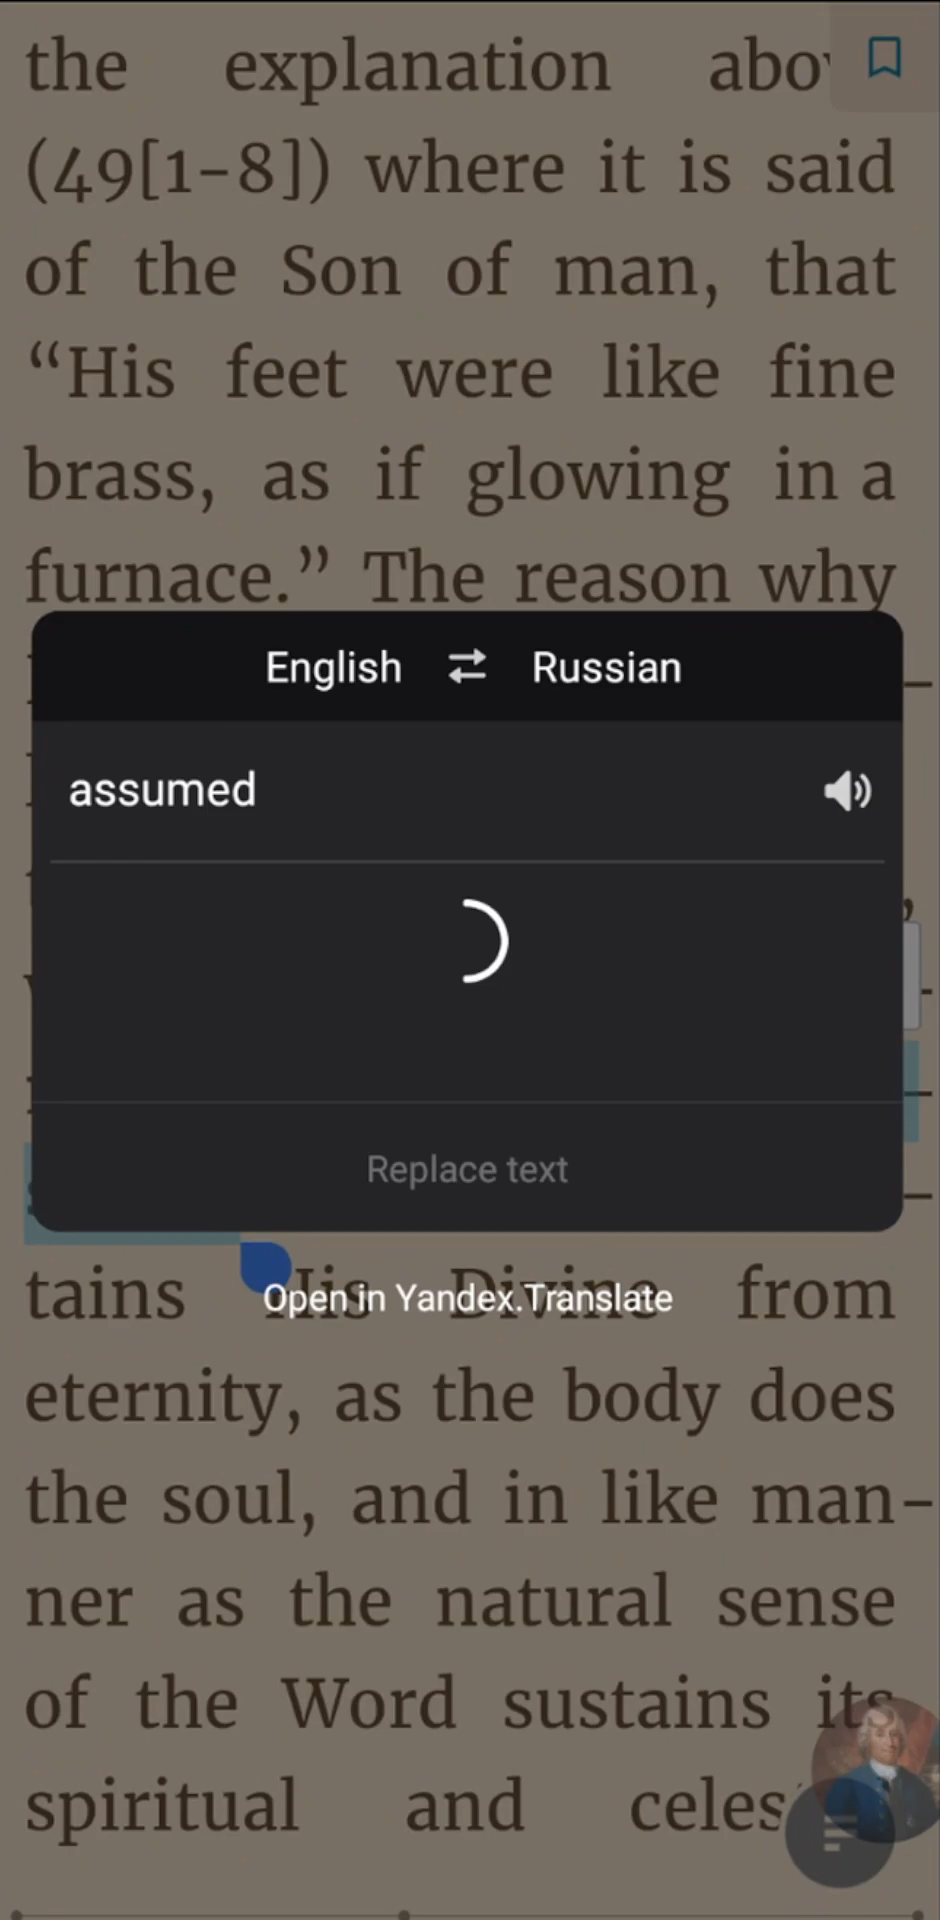 the explanation
(49[1–8]) where it is said
of the Son of man, that
“His feet were like fine
brass, as if glowing in a
furnace.” The reason why
English Russian
assumed
Replace text
Open in Yandex.Translate
tains His Divine from
eternity, as the body does
the soul, and in like man-
ner as the natural sense
of the Word sustains its
spiritual and